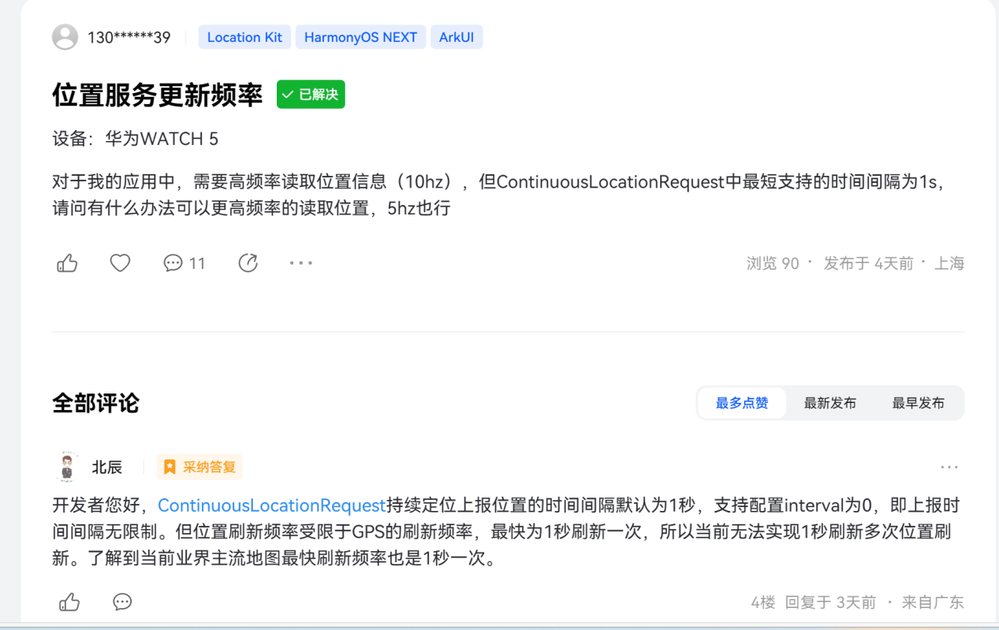 130******39 Location Kit HarmonyOS NEXT ArkUI
位置服务更新频率 已解决
设备：华为WATCH 5
对于我的应用中，需要高频率读取位置信息（10hz），但ContinuousLocationRequest中最短支持的时间间隔为1s，
请问有什么办法可以更高频率的读取位置，5hz也行
11 浏览 90 · 发布于 4天前 · 上海
全部评论 最多点赞 最新发布 最早发布
北辰 采纳答复
开发者您好，ContinuousLocationRequest持续定位上报位置的时间间隔默认为1秒，支持配置interval为0，即上报时
间间隔无限制。但位置刷新频率受限于GPS的刷新频率，最快为1秒刷新一次，所以当前无法实现1秒刷新多次位置刷
新。了解到当前业界主流地图最快刷新频率也是1秒一次。
4楼 回复于 3天前 · 来自广东